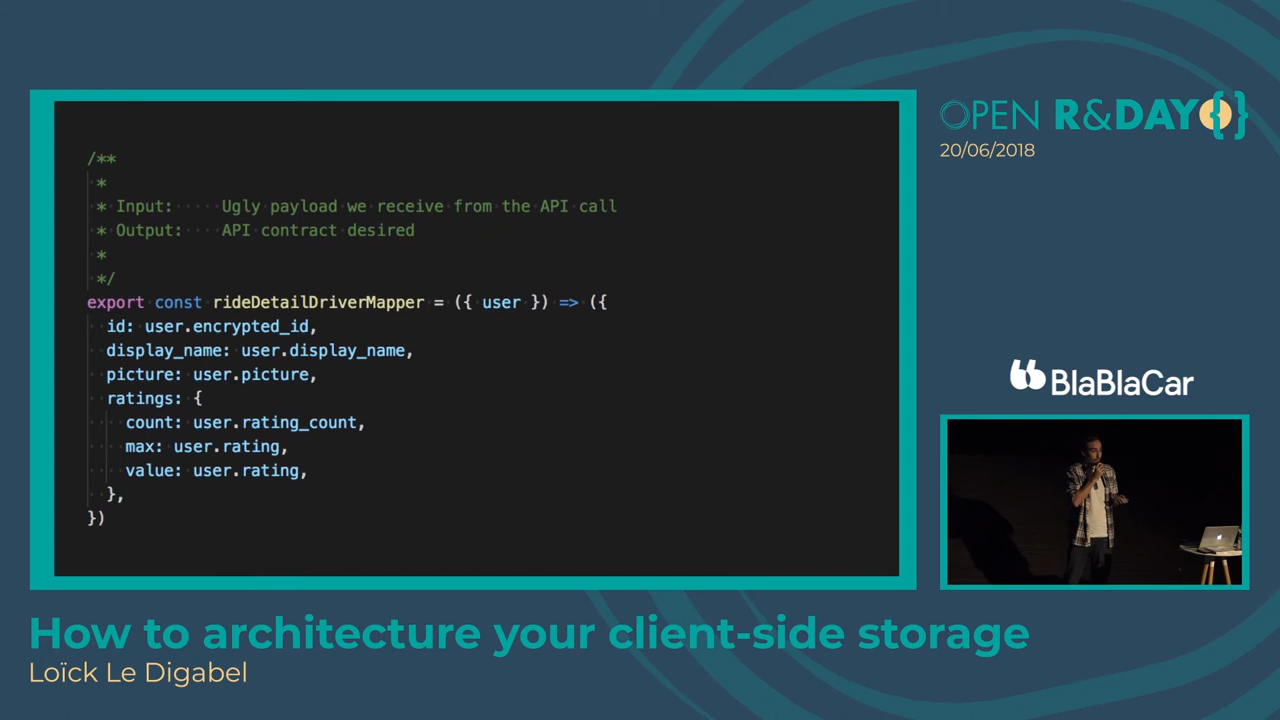 /**
*
* Input: Ugly payload we receive from the API call
* Output: API contract desired
*
*/
export const rideDetailDriverMapper = ({ user }) => ({
id: user.encrypted_id,
display_name: user.display_name,
picture: user.picture,
ratings: {
count: user.rating_count,
max: user.rating,
value: user.rating,
},
})
OPEN R&DAY {}
20/06/2018
BlaBlaCar
How to architecture your client-side storage
Loïck Le Digabel